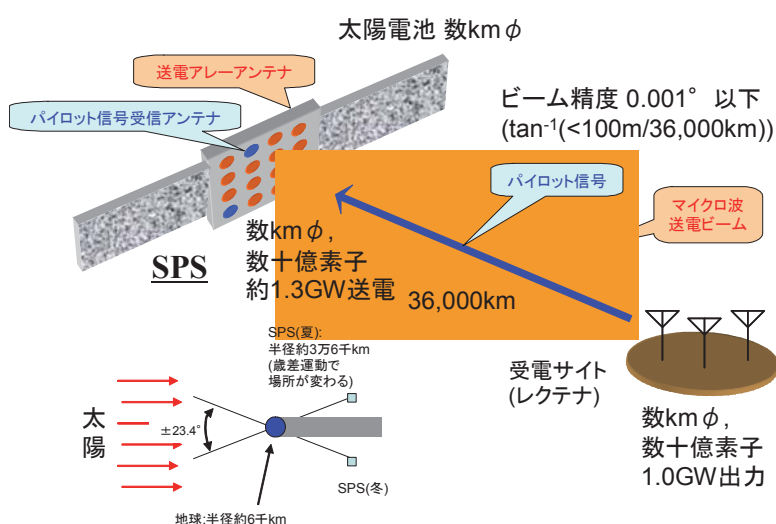 太陽電池 数kmφ
送電アレーアンテナ
パイロット信号受信アンテナ
ビーム精度 0.001° 以下
(tan⁻¹(<100m/36,000km))
パイロット信号
マイクロ波
送電ビーム
SPS
数kmφ,
数十億素子
約1.3GW送電
36,000km
受電サイト
(レクテナ)
数kmφ,
数十億素子
1.0GW出力
SPS(夏):
半径約3万6千km
(歳差運動で
場所が変わる)
太
陽
±23.4°
SPS(冬)
地球:半径約6千km